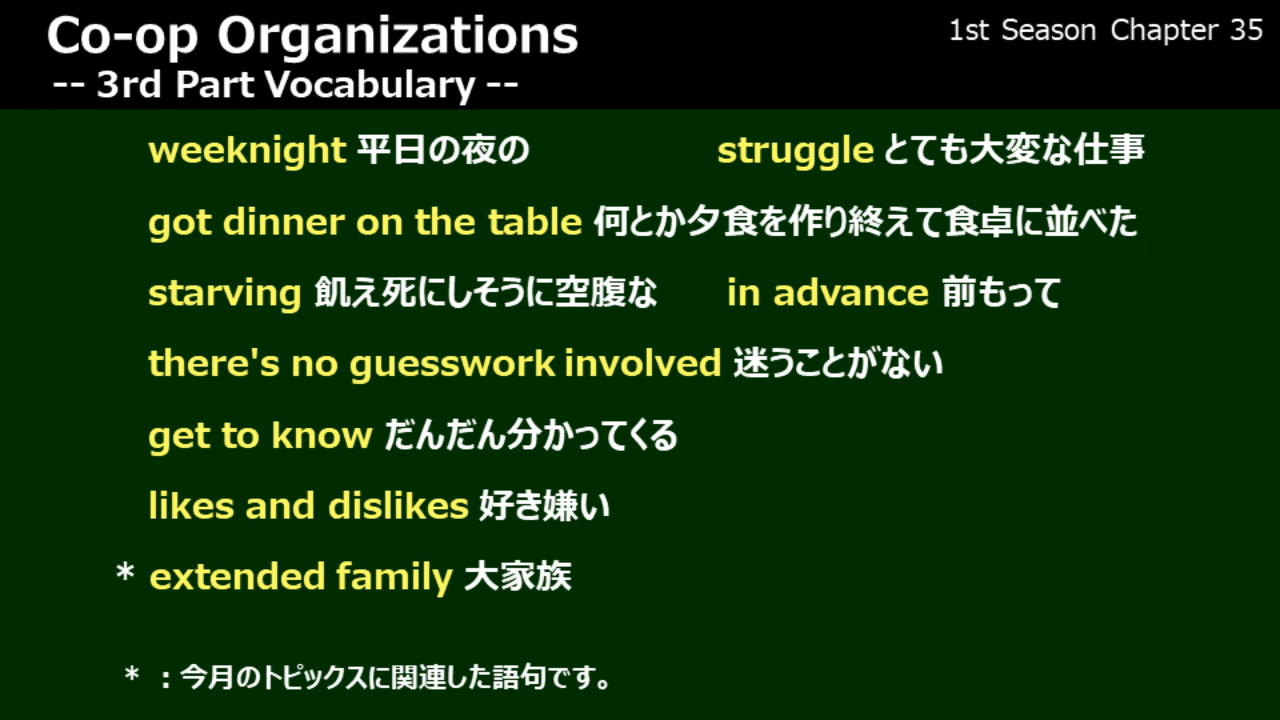 Co-op Organizations
1st Season Chapter 35
-- 3rd Part Vocabulary --
weeknight 平日の夜の
struggle とても大変な仕事
got dinner on the table 何とか夕食を作り終えて食卓に並べた
starving 飢え死にしそうに空腹な
in advance 前もって
there's no guesswork involved 迷うことがない
get to know だんだん分かってくる
likes and dislikes 好き嫌い
* extended family 大家族
* : 今月のトピックスに関連した語句です。